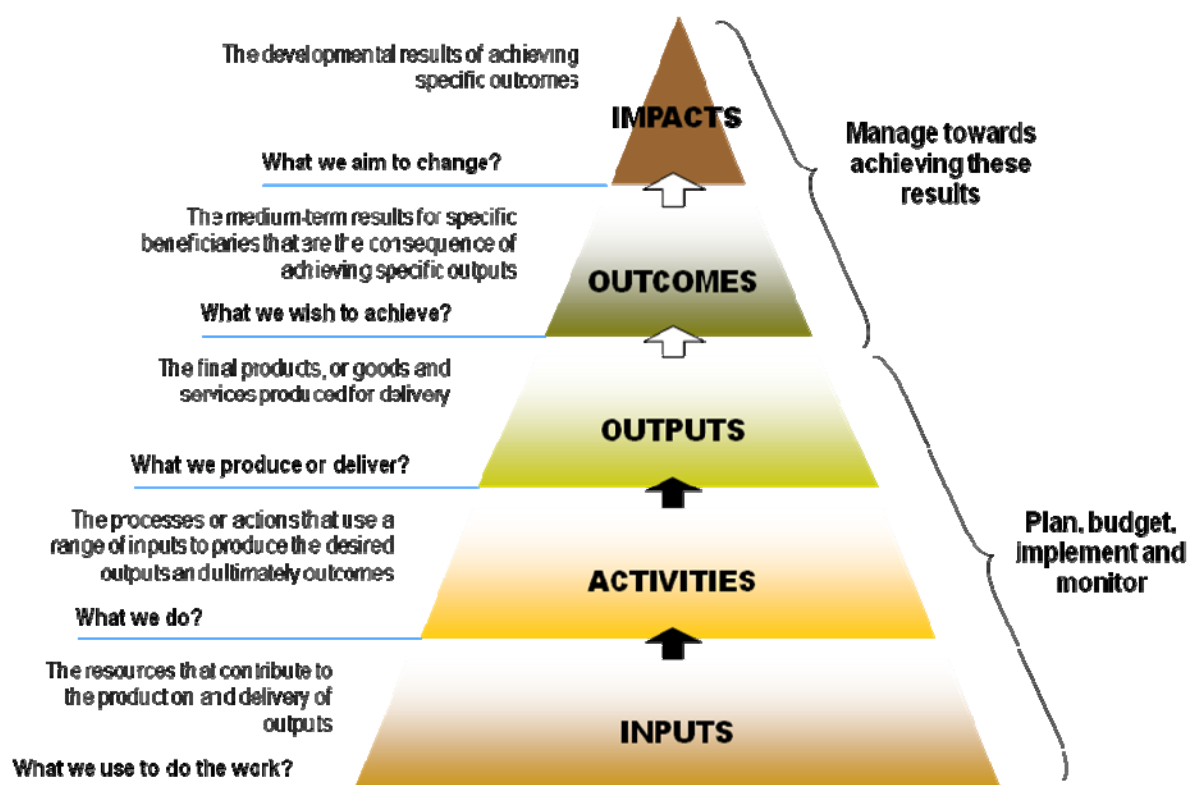 The developmental results of achieving
specific outcomes
IMPACTS
What we aim to change?
Manage towards
achieving these
results
The medium-term results for specific
beneficiaries that are the consequence of
achieving specific outputs
OUTCOMES
What we wish to achieve?
The final products, or goods and
services produced for delivery
OUTPUTS
What we produce or deliver?
The processes or actions that use a
range of inputs to produce the desired
outputs and ultimately outcomes
ACTIVITIES
Plan, budget,
implement and
monitor
What we do?
The resources that contribute to
the production and delivery of
outputs
INPUTS
What we use to do the work?